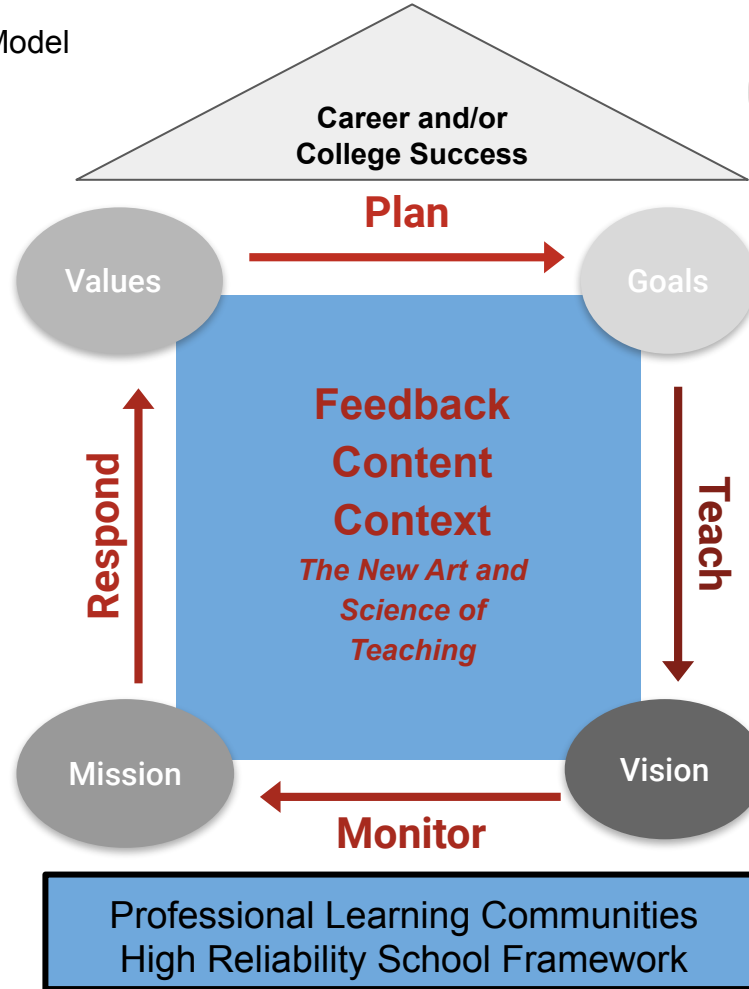 Model
Career and/or
College Success
Plan
Values
Goals
Feedback
Content
Context
The New Art and
Science of
Teaching
Respond
Teach
Mission
Vision
Monitor
Professional Learning Communities
High Reliability School Framework